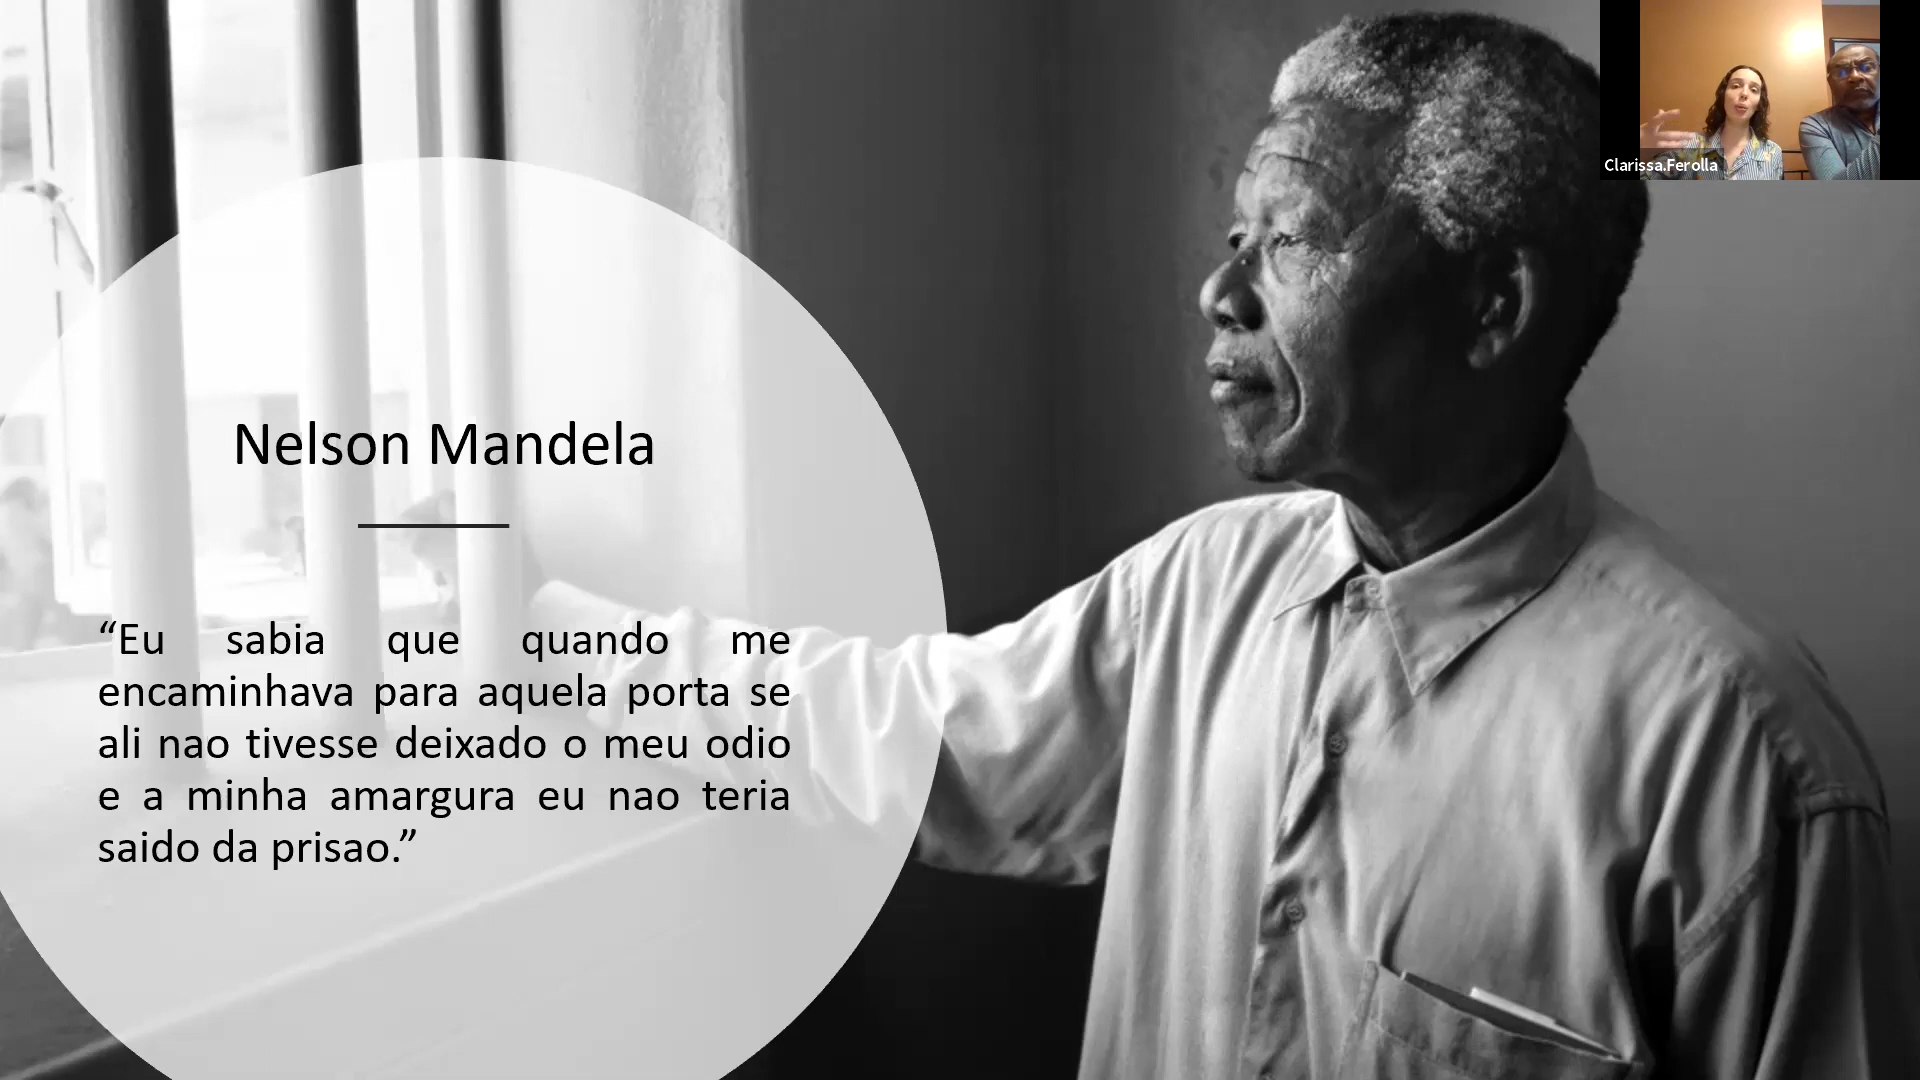 Clarissa.Ferolla
Nelson Mandela
“Eu sabia que quando me
encaminhava para aquela porta se
ali nao tivesse deixado o meu odio
e a minha amargura eu nao teria
saido da prisao.”